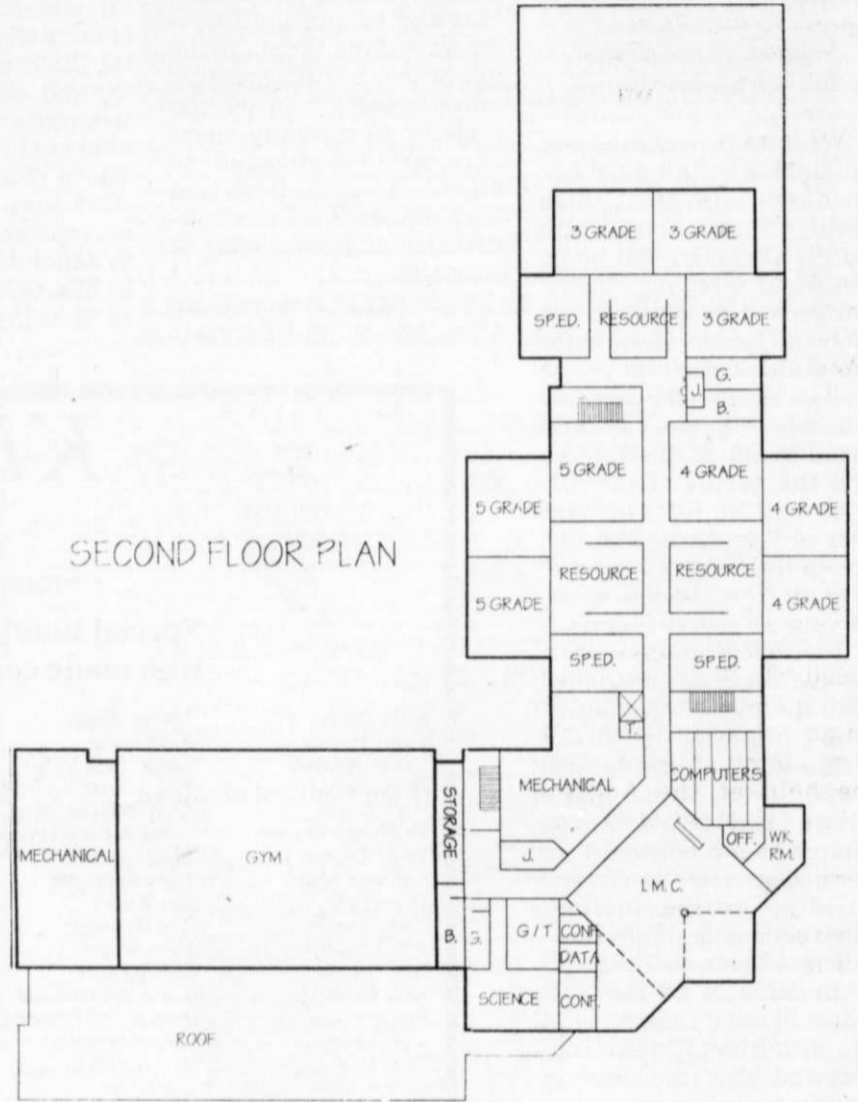 3 GRADE 3 GRADE
SP.ED. RESOURCE 3 GRADE
G.
J.
B.
5 GRADE 4 GRADE
5 GRADE 4 GRADE
SECOND FLOOR PLAN
RESOURCE RESOURCE
5 GRADE 4 GRADE
SP.ED. SP.ED.
MECHANICAL COMPUTERS
STORAGE
OFF. WK.
RM.
MECHANICAL GYM J.
L.M.C.
B. G. G/T CONF.
DATA
SCIENCE CONF.
ROOF
Special